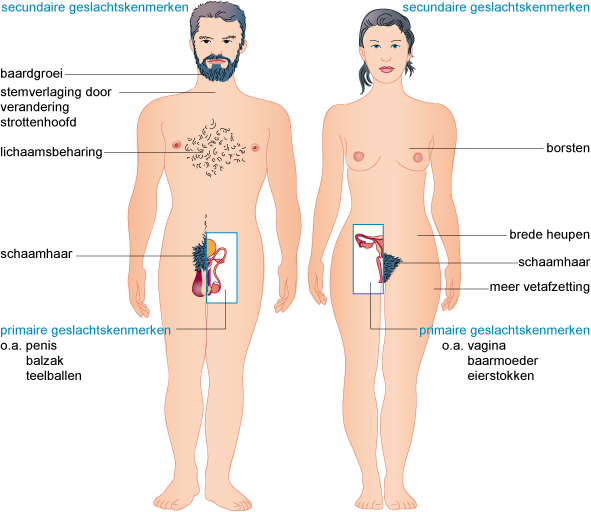 secundaire geslachtskenmerken
baardgroei
stemverlaging door
verandering
strottenhoofd
lichaamsbeharing
schaamhaar
primaire geslachtskenmerken
o.a. penis
balzak
teelballen
secundaire geslachtskenmerken
borsten
brede heupen
schaamhaar
meer vetafzetting
primaire geslachtskenmerken
o.a. vagina
baarmoeder
eierstokken